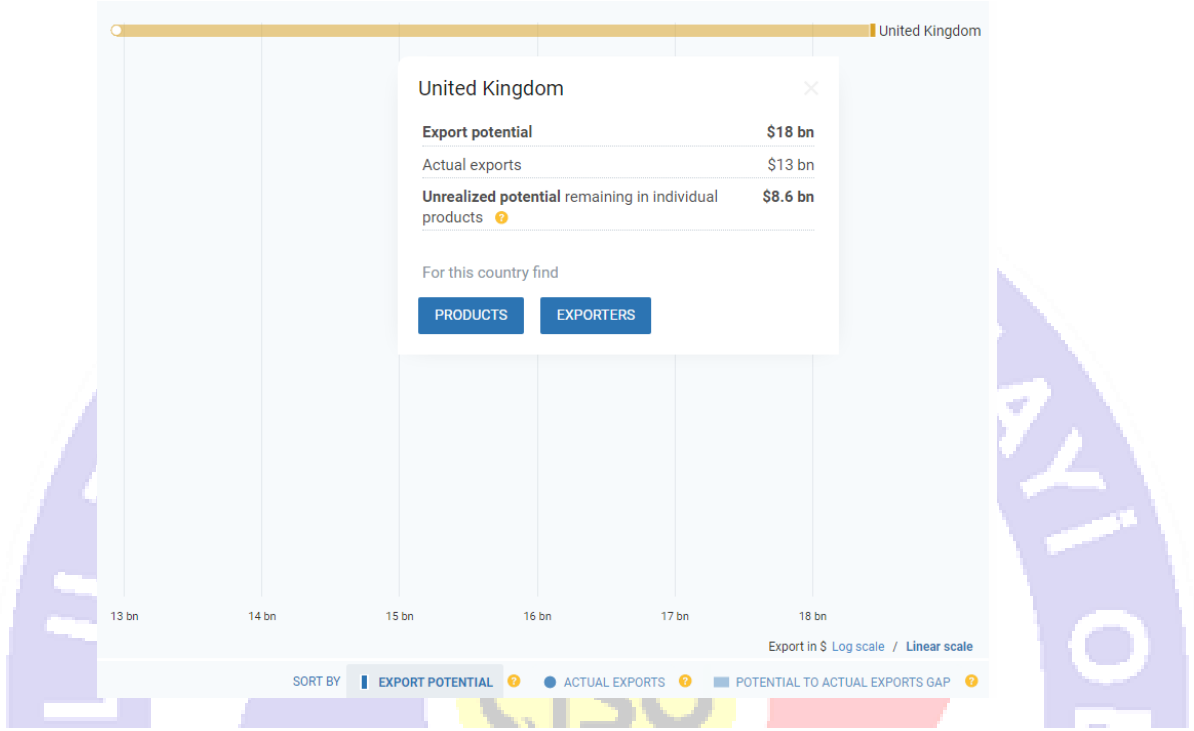 United Kingdom
United Kingdom
Export potential $18 bn
Actual exports $13 bn
Unrealized potential remaining in individual $8.6 bn
products ?
For this country find
PRODUCTS EXPORTERS
13 bn 14 bn 15 bn 16 bn 17 bn 18 bn
Export in $ Log scale / Linear scale
SORT BY EXPORT POTENTIAL ? ACTUAL EXPORTS ? POTENTIAL TO ACTUAL EXPORTS GAP ?